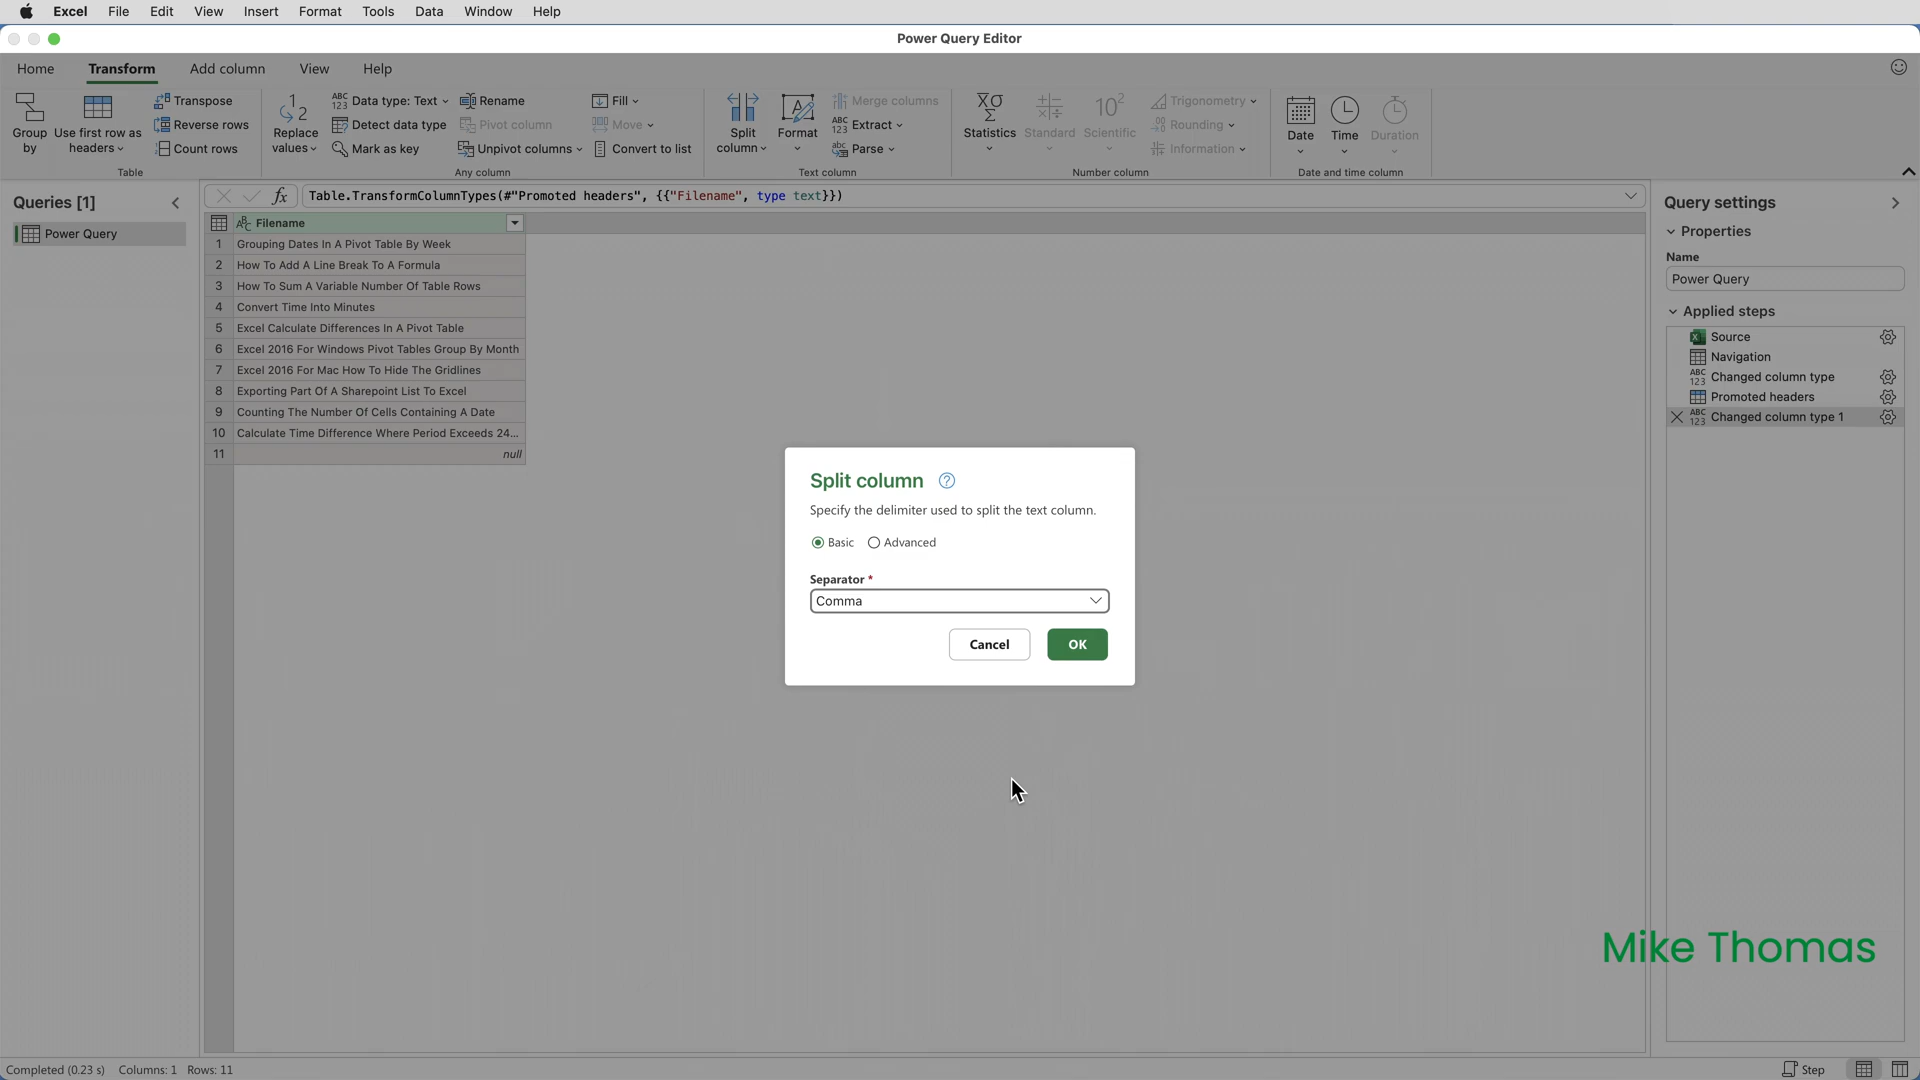 Excel File Edit View Insert Format Tools Data Window Help
Power Query Editor
Home Transform Add column View Help
Group by
Use first row as headers
Transpose
Reverse rows
Count rows
Table
Replace values
Data type: Text
Detect data type
Mark as key
Rename
Pivot column
Unpivot columns
Fill
Move
Convert to list
Any column
Split column
Format
Merge columns
Extract
Parse
Text column
Statistics
Standard
Scientific
Trigonometry
Rounding
Information
Number column
Date
Time
Duration
Date and time column
Queries [1]
Power Query
fx Table.TransformColumnTypes(#"Promoted headers", {{"Filename", type text}})
Filename
1 Grouping Dates In A Pivot Table By Week
2 How To Add A Line Break To A Formula
3 How To Sum A Variable Number Of Table Rows
4 Convert Time Into Minutes
5 Excel Calculate Differences In A Pivot Table
6 Excel 2016 For Windows Pivot Tables Group By Month
7 Excel 2016 For Mac How To Hide The Gridlines
8 Exporting Part Of A Sharepoint List To Excel
9 Counting The Number Of Cells Containing A Date
10 Calculate Time Difference Where Period Exceeds 24...
11 null
Split column
Specify the delimiter used to split the text column.
Basic Advanced
Separator *
Comma
Cancel OK
Query settings
Properties
Name
Power Query
Applied steps
Source
Navigation
Changed column type
Promoted headers
Changed column type 1
Mike Thomas
Completed (0.23 s) Columns: 1 Rows: 11
Step